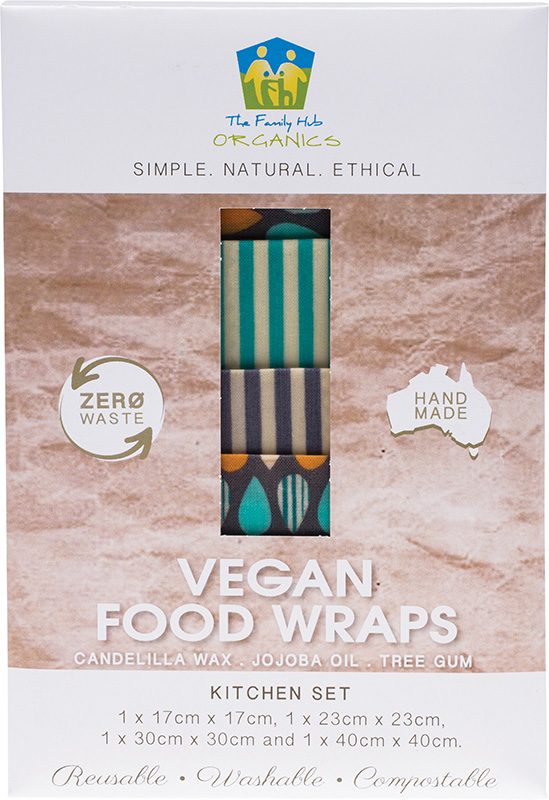 fh
The Family Hub
ORGANICS
SIMPLE. NATURAL. ETHICAL
ZERØ
WASTE
HAND
MADE
VEGAN
FOOD WRAPS
CANDELILLA WAX . JOJOBA OIL . TREE GUM
KITCHEN SET
1 x 17cm x 17cm, 1 x 23cm x 23cm,
1 x 30cm x 30cm and 1 x 40cm x 40cm.
Reusable • Washable • Compostable